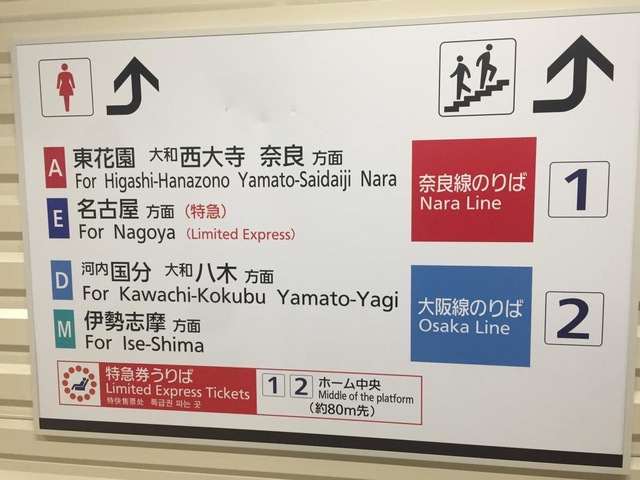 A 東花園 大和西大寺 奈良 方面
For Higashi-Hanazono Yamato-Saidaiji Nara
E 名古屋 方面 (特急)
For Nagoya (Limited Express)
奈良線のりば
Nara Line
1
D 河内国分 大和八木 方面
For Kawachi-Kokubu Yamato-Yagi
M 伊勢志摩 方面
For Ise-Shima
大阪線のりば
Osaka Line
2
特急券うりば
Limited Express Tickets
特快售票处 특급권 파는 곳
1 2 ホーム中央
Middle of the platform
(約80m先)